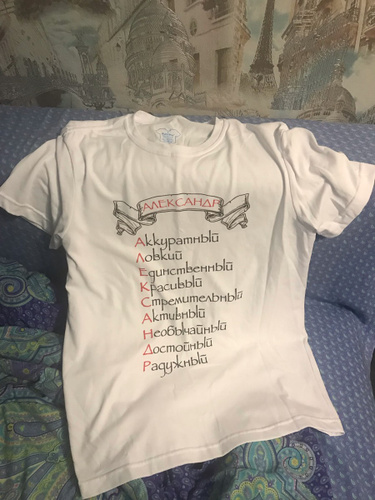 АЛЕКСАНДР
Аккуратный
Ловкий
Единственный
Красивый
Стремительный
Активный
Необычайный
Достойный
Радужный